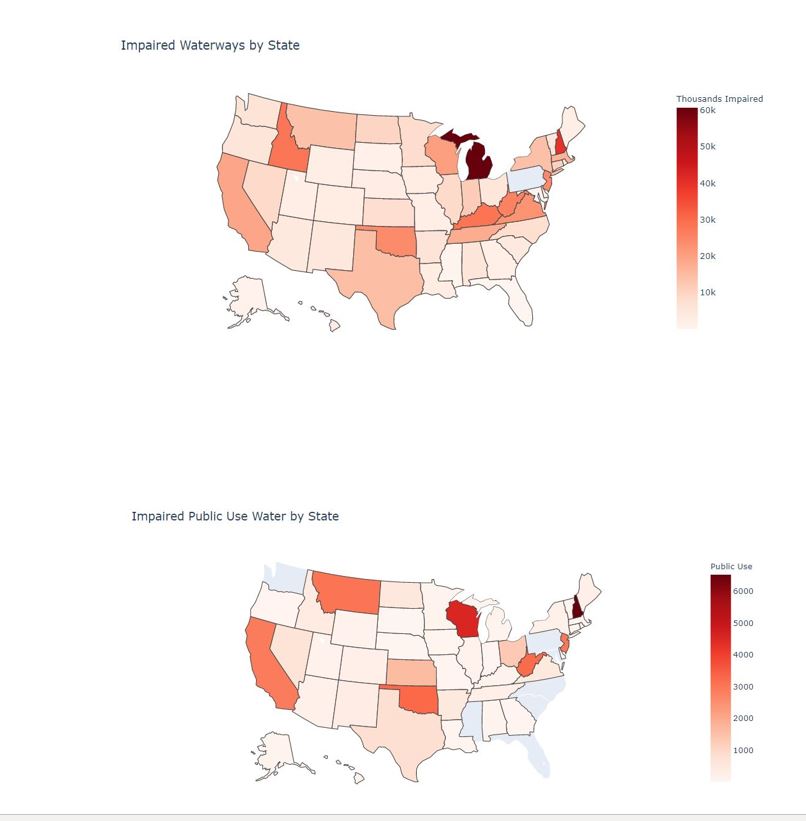 Impaired Waterways by State
Thousands Impaired
60k
50k
40k
30k
20k
10k
Impaired Public Use Water by State
Public Use
6000
5000
4000
3000
2000
1000